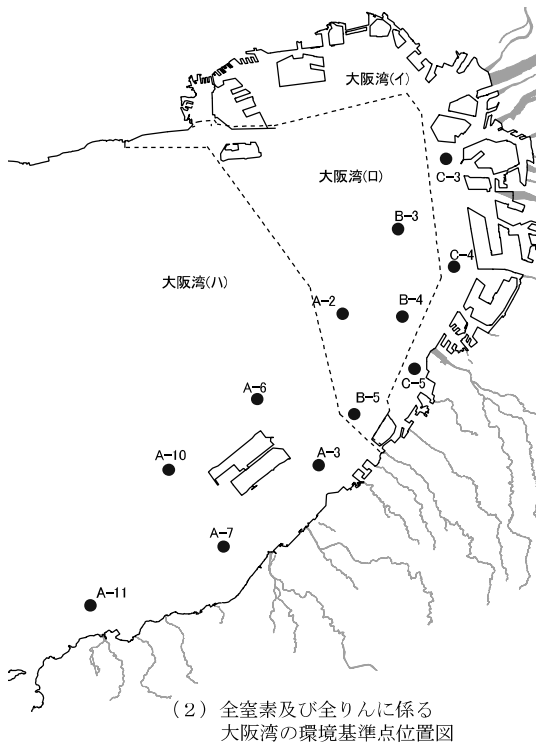 大阪湾(イ)
C-3
大阪湾(ロ)
B-3
C-4
大阪湾(ハ)
A-2
B-4
C-5
A-6
B-5
A-10
A-3
A-7
A-11
(2) 全窒素及び全りんに係る
大阪湾の環境基準点位置図